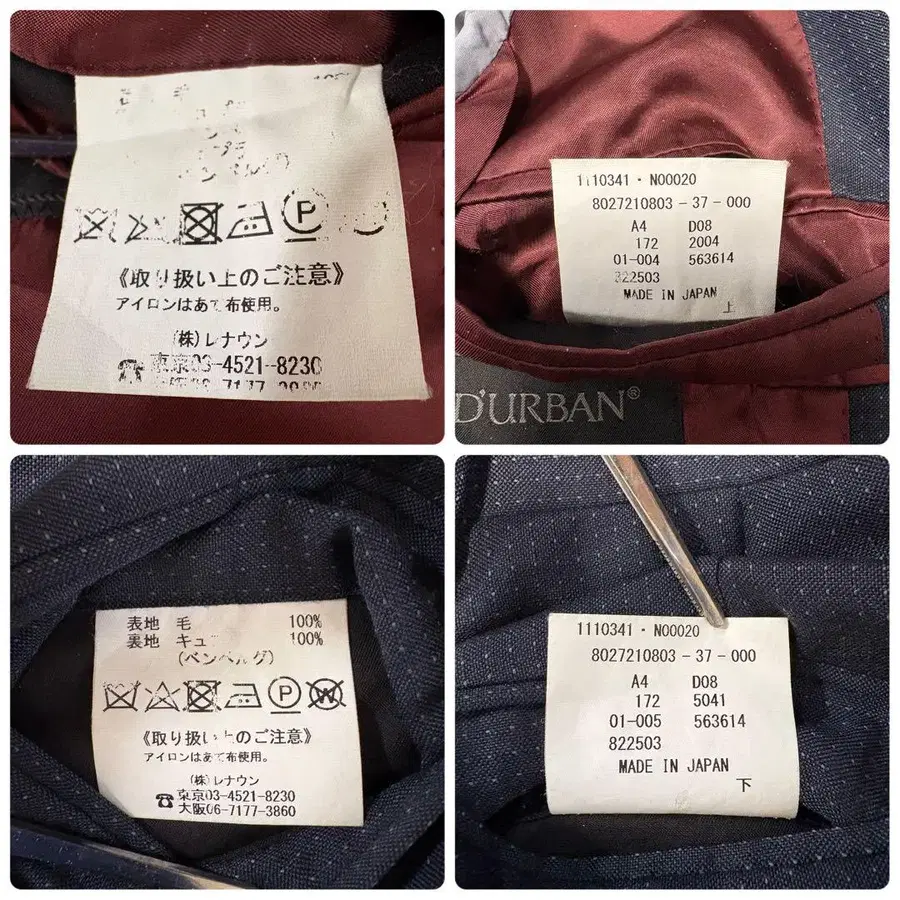 《取り扱い上のご注意》
アイロンはあて布使用。
(株)レナウン
東京03-4521-8230
1110341・N00020
8027210803-37-000
A4 D08
172 2004
01-004 563614
822503
MADE IN JAPAN
上
D'URBAN®
表地 毛 100%
裏地 キュ 100%
(ベンベルグ)
《取り扱い上のご注意》
アイロンはあて布使用。
(株)レナウン
東京03-4521-8230
大阪06-7177-3860
1110341・N00020
8027210803-37-000
A4 D08
172 5041
01-005 563614
822503
MADE IN JAPAN
下